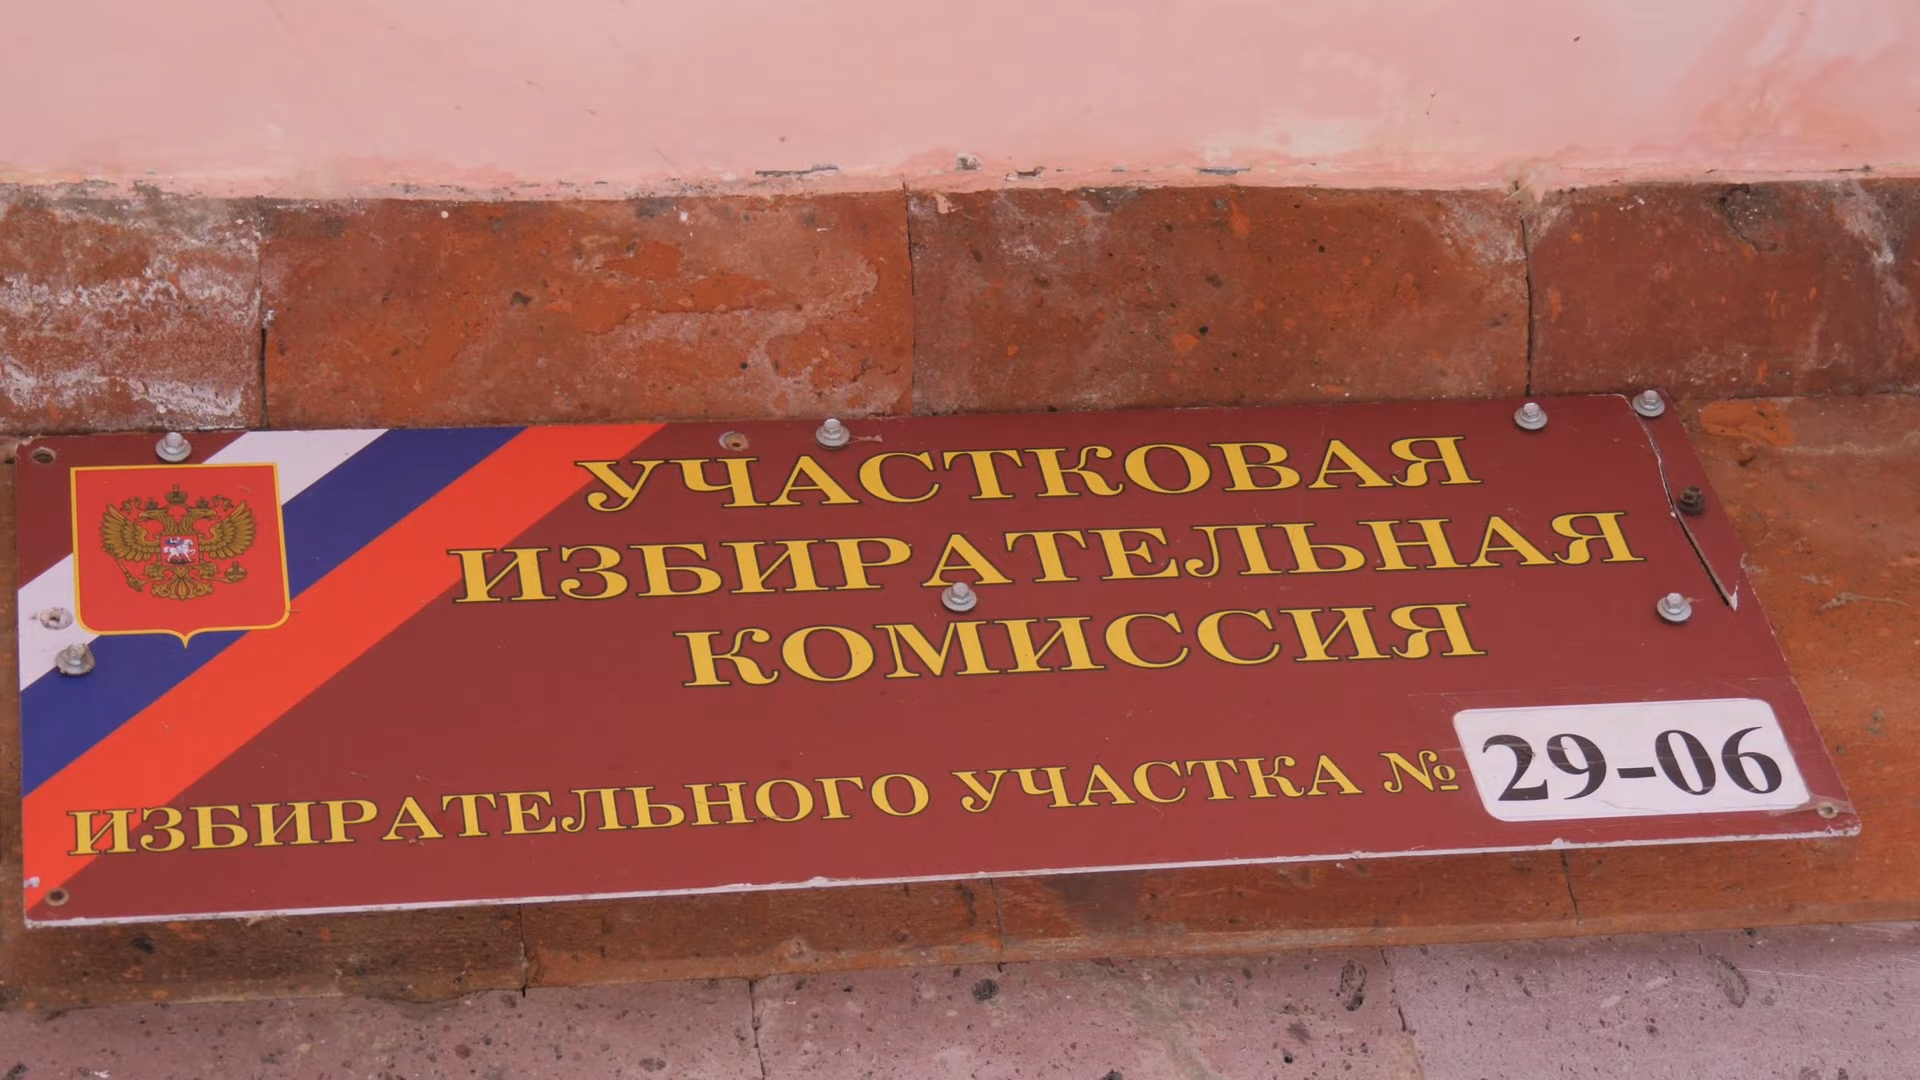 УЧАСТКОВАЯ
ИЗБИРАТЕЛЬНАЯ
КОМИССИЯ
ИЗБИРАТЕЛЬНОГО УЧАСТКА № 29-06